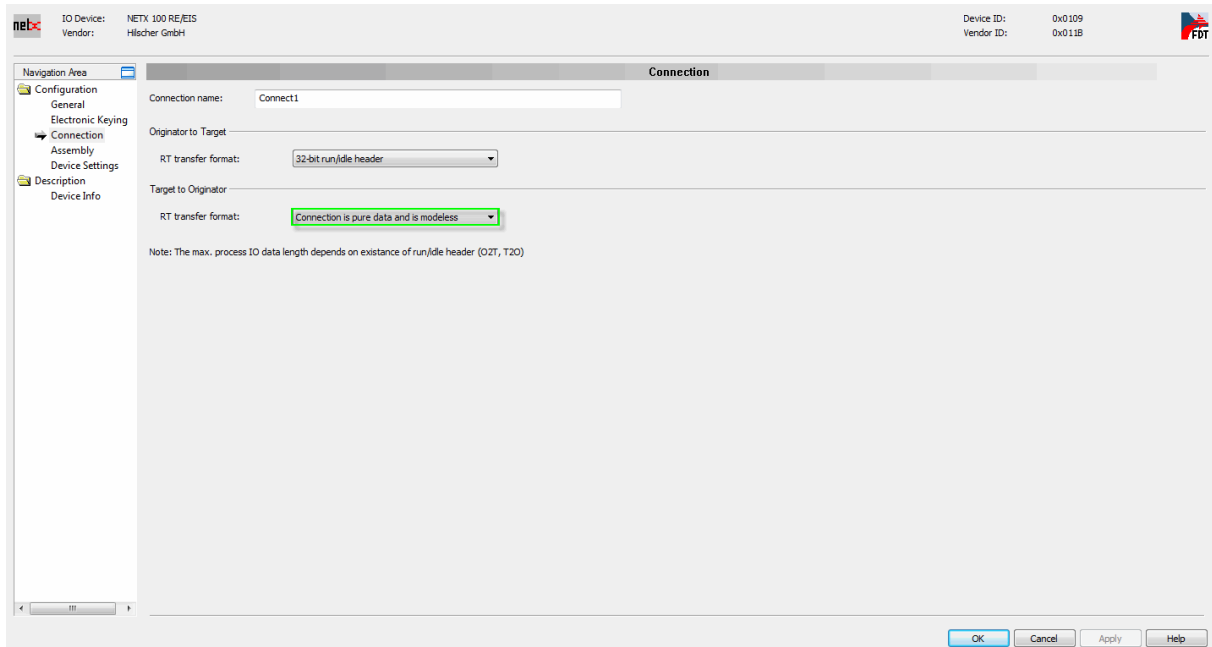 netx
IO Device: NETX 100 RE/EIS
Vendor: Hilscher GmbH
Device ID: 0x0109
Vendor ID: 0x011B
FDT
Navigation Area
Configuration
General
Electronic Keying
Connection
Assembly
Device Settings
Description
Device Info
Connection
Connection name: Connect1
Originator to Target
RT transfer format: 32-bit run/idle header
Target to Originator
RT transfer format: Connection is pure data and is modeless
Note: The max. process IO data length depends on existance of run/idle header (O2T, T2O)
OK Cancel Apply Help